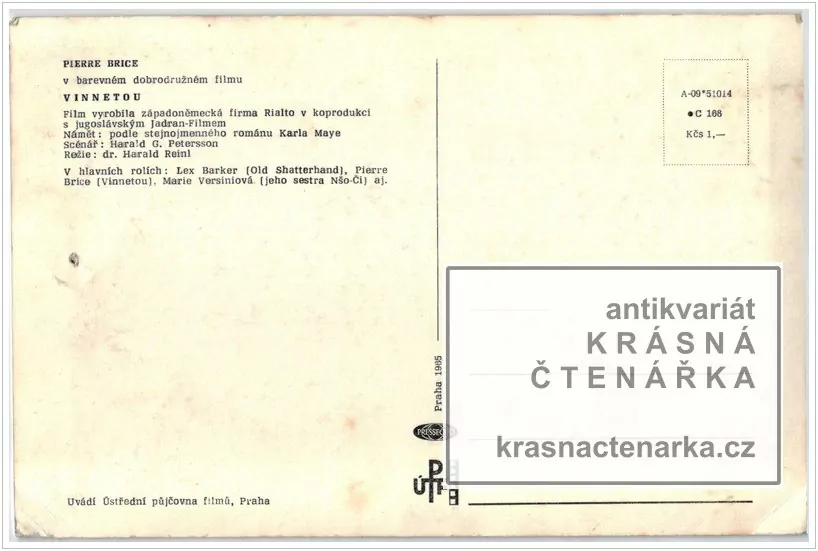 PIERRE BRICE
v barevném dobrodružném filmu
VINNETOU
Film vyrobila západoněmecká firma Rialto v koprodukci
s jugoslávským Jadran-Filmem
Námět: podle stejnojmenného románu Karla Maye
Scénář: Harald G. Petersson
Režie: dr. Harald Reinl
V hlavních rolích: Lex Barker (Old Shatterhand), Pierre
Brice (Vinnetou), Marie Versiniová (jeho sestra Nšo-Či) aj.
Uvádí Ústřední půjčovna filmů, Praha
A-09*51014
●C 166
Kčs 1,—
Praha 1965
PRESSFO
antikvariát
KRÁSNÁ
ČTENÁŘKA
krasnactenarka.cz